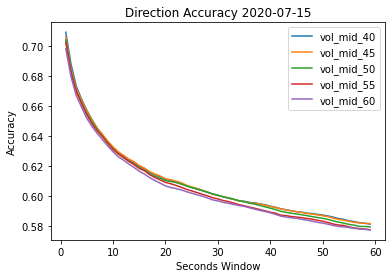 Direction Accuracy 2020-07-15
vol_mid_40
vol_mid_45
vol_mid_50
vol_mid_55
vol_mid_60
Accuracy
0.70
0.68
0.66
0.64
0.62
0.60
0.58
0 10 20 30 40 50 60
Seconds Window